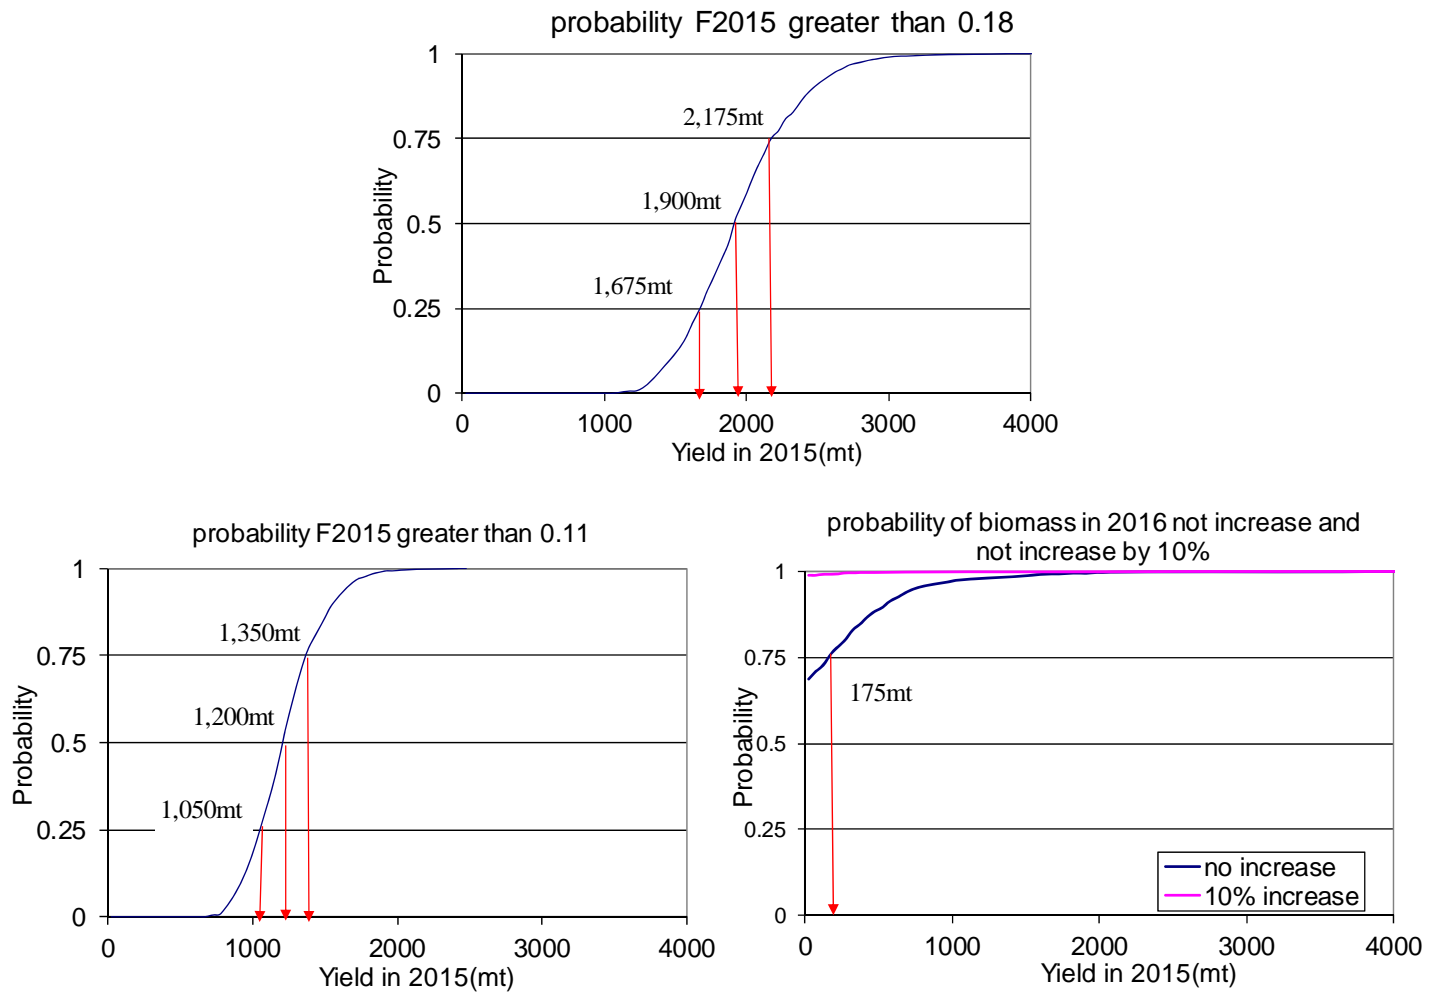 probability F2015 greater than 0.18
1
2,175mt
0.75
1,900mt
0.5
1,675mt
0.25
0
Probability
0 1000 2000 3000 4000
Yield in 2015(mt)
probability F2015 greater than 0.11
1
1,350mt
0.75
1,200mt
0.5
1,050mt
0.25
0
Probability
0 1000 2000 3000 4000
Yield in 2015(mt)
probability of biomass in 2016 not increase and
not increase by 10%
1
0.75
175mt
0.5
0.25
0
Probability
no increase
10% increase
0 1000 2000 3000 4000
Yield in 2015(mt)